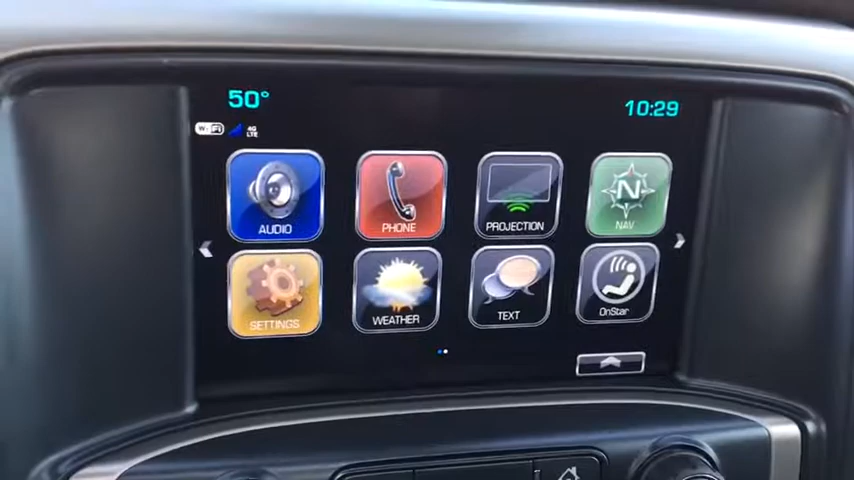 50°
10:29
WiFi 4G LTE
AUDIO PHONE PROJECTION NAV
SETTINGS WEATHER TEXT OnStar